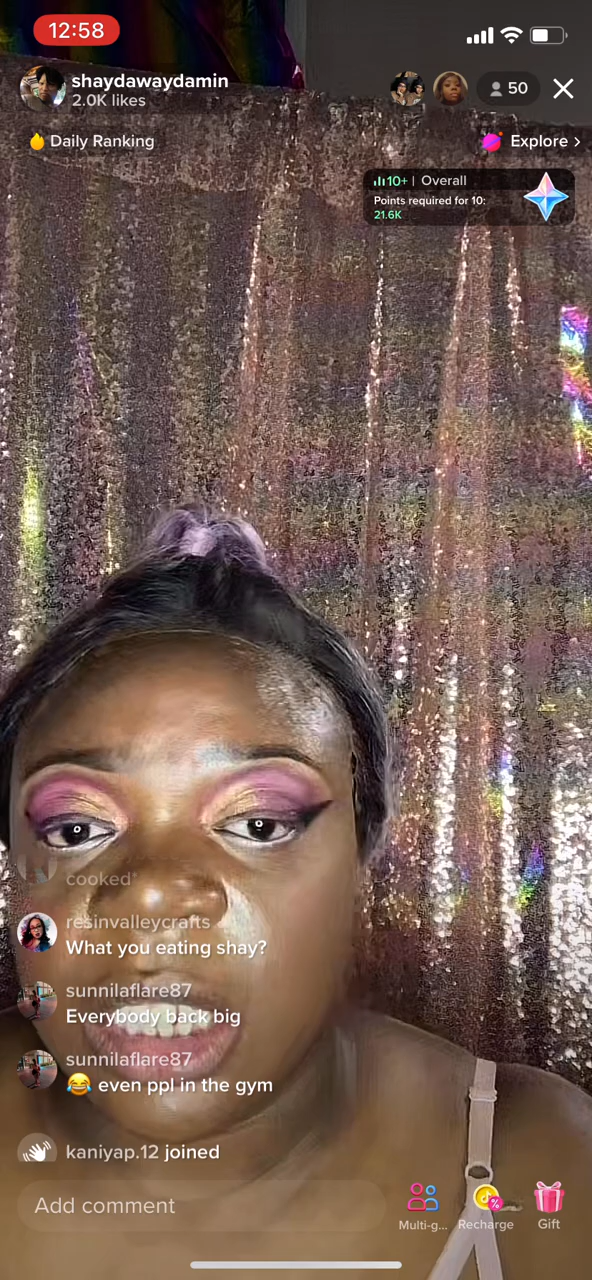 12:58
shaydawaydamin
2.0K likes
50
Daily Ranking
Explore >
10+ | Overall
Points required for 10:
21.6K
cooked*
resinvalleycrafts
What you eating shay?
sunnilaflare87
Everybody back big
sunnilaflare87
😂 even ppl in the gym
kaniyap.12 joined
Add comment
Multi-g...
Recharge
Gift